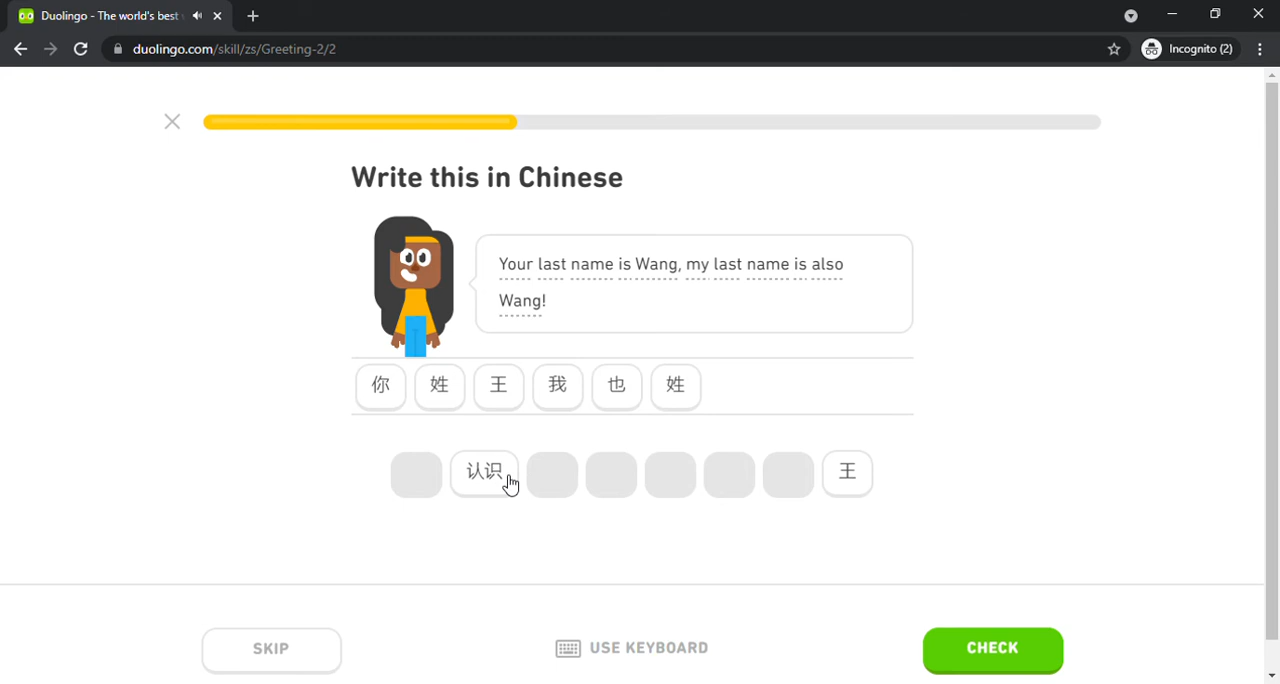 Duolingo - The world's best
duolingo.com/skill/zs/Greeting-2/2
Incognito (2)
Write this in Chinese
Your last name is Wang, my last name is also
Wang!
你 姓 王 我 也 姓
认识 王
SKIP
USE KEYBOARD
CHECK